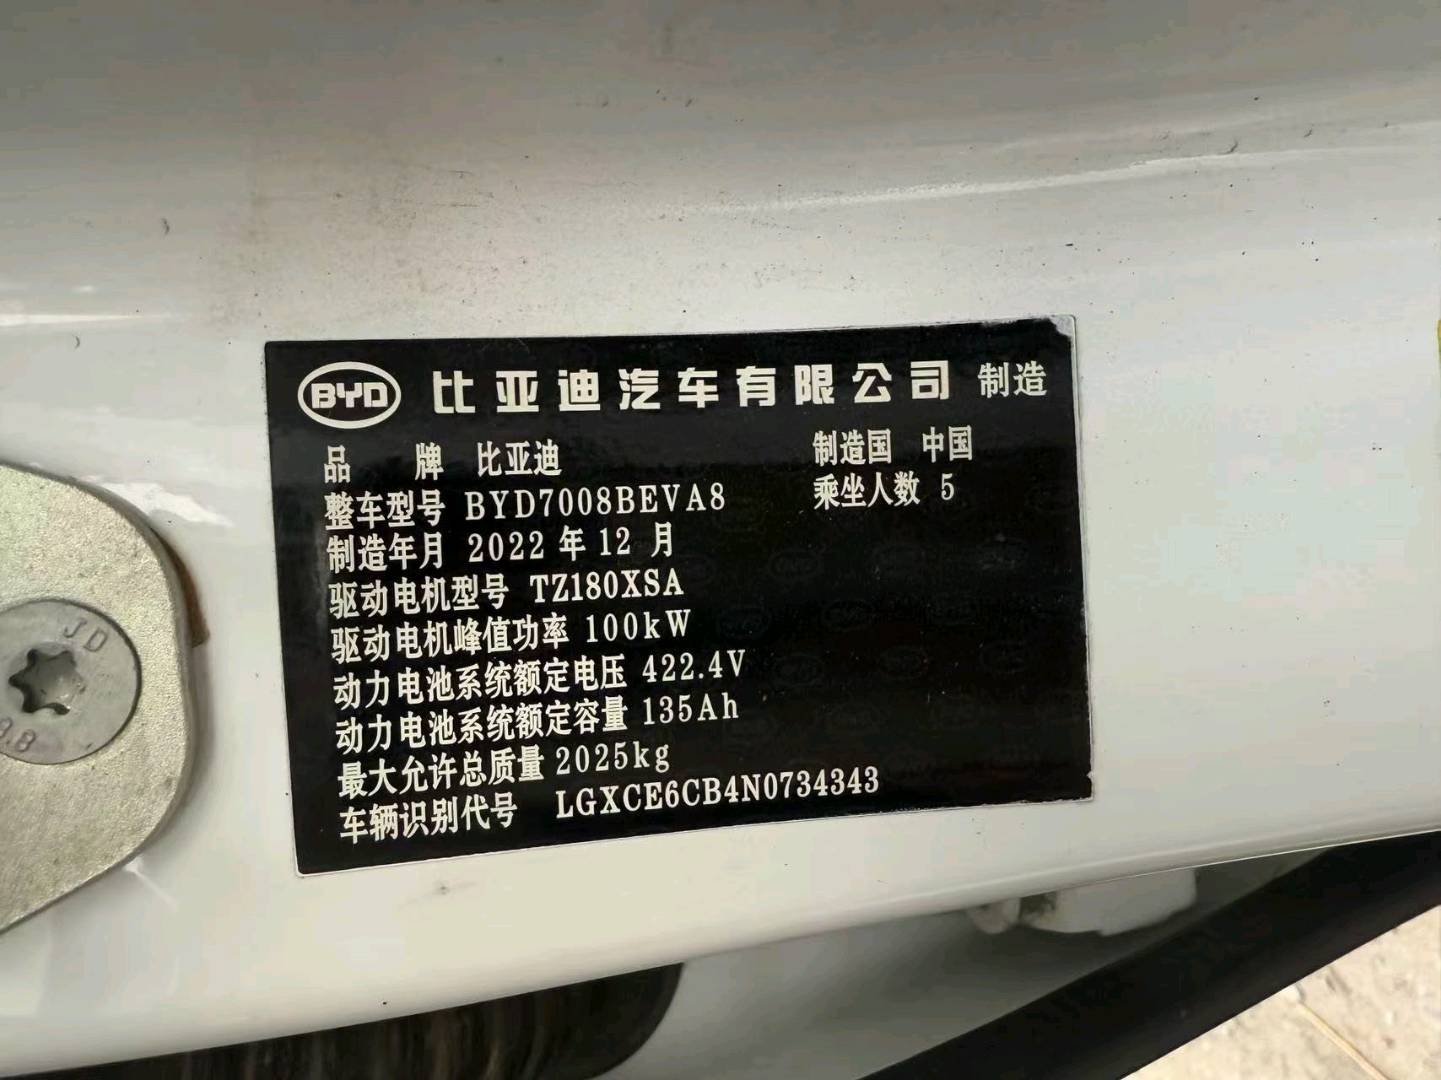 BYD 比亚迪汽车有限公司 制造
品 牌 比亚迪 制造国 中国
整车型号 BYD7008BEVA8 乘坐人数 5
制造年月 2022 年 12 月
驱动电机型号 TZ180XSA
驱动电机峰值功率 100kW
动力电池系统额定电压 422.4V
动力电池系统额定容量 135Ah
最大允许总质量 2025kg
车辆识别代号 LGXCE6CB4N0734343
JD
8.8